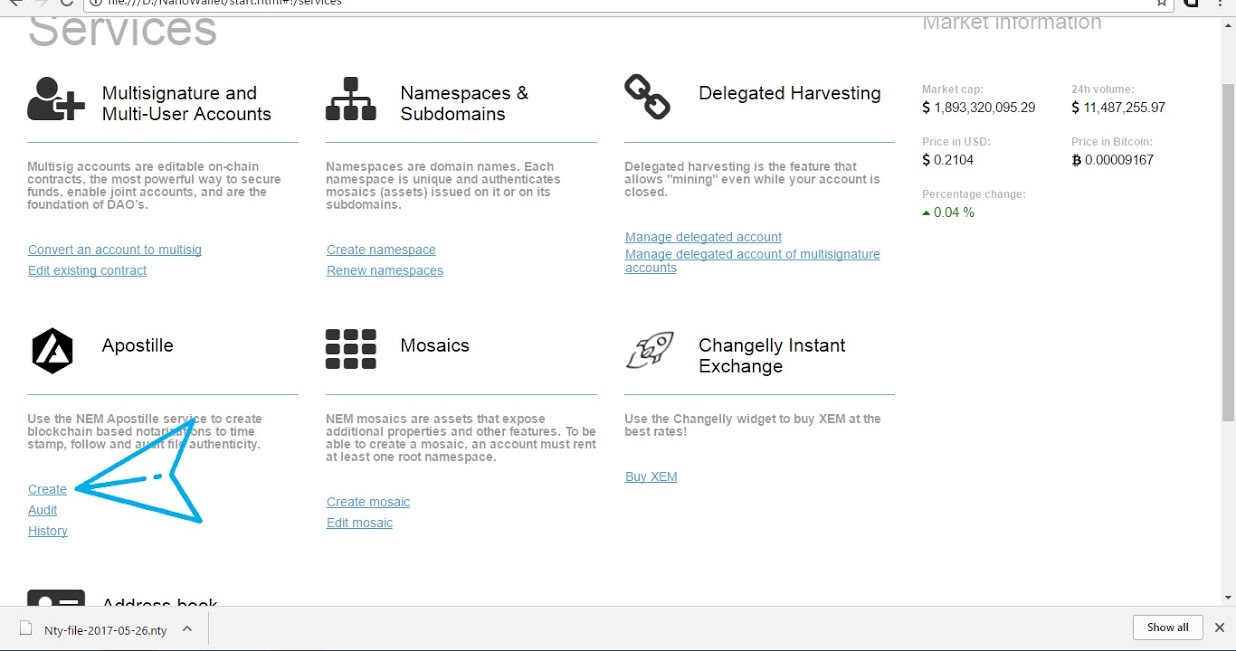 file:///D:/NanoWallet/start.html#!/services
Services
Multisignature and
Multi-User Accounts
Multisig accounts are editable on-chain
contracts, the most powerful way to secure
funds, enable joint accounts, and are the
foundation of DAO's.
Convert an account to multisig
Edit existing contract
Namespaces &
Subdomains
Namespaces are domain names. Each
namespace is unique and authenticates
mosaics (assets) issued on it or on its
subdomains.
Create namespace
Renew namespaces
Delegated Harvesting
Delegated harvesting is the feature that
allows "mining" even while your account is
closed.
Manage delegated account
Manage delegated account of multisignature
accounts
Market Information
Market cap:
$ 1,893,320,095.29
24h volume:
$ 11,487,255.97
Price in USD:
$ 0.2104
Price in Bitcoin:
0.00009167
Percentage change:
0.04 %
Apostille
Use the NEM Apostille service to create
blockchain based notarizations to time
stamp, follow and audit file authenticity.
Create
Audit
History
Mosaics
NEM mosaics are assets that expose
additional properties and other features. To be
able to create a mosaic, an account must rent
at least one root namespace.
Create mosaic
Edit mosaic
Changelly Instant
Exchange
Use the Changelly widget to buy XEM at the
best rates!
Buy XEM
Address book
Nty-file-2017-05-26.nty
Show all